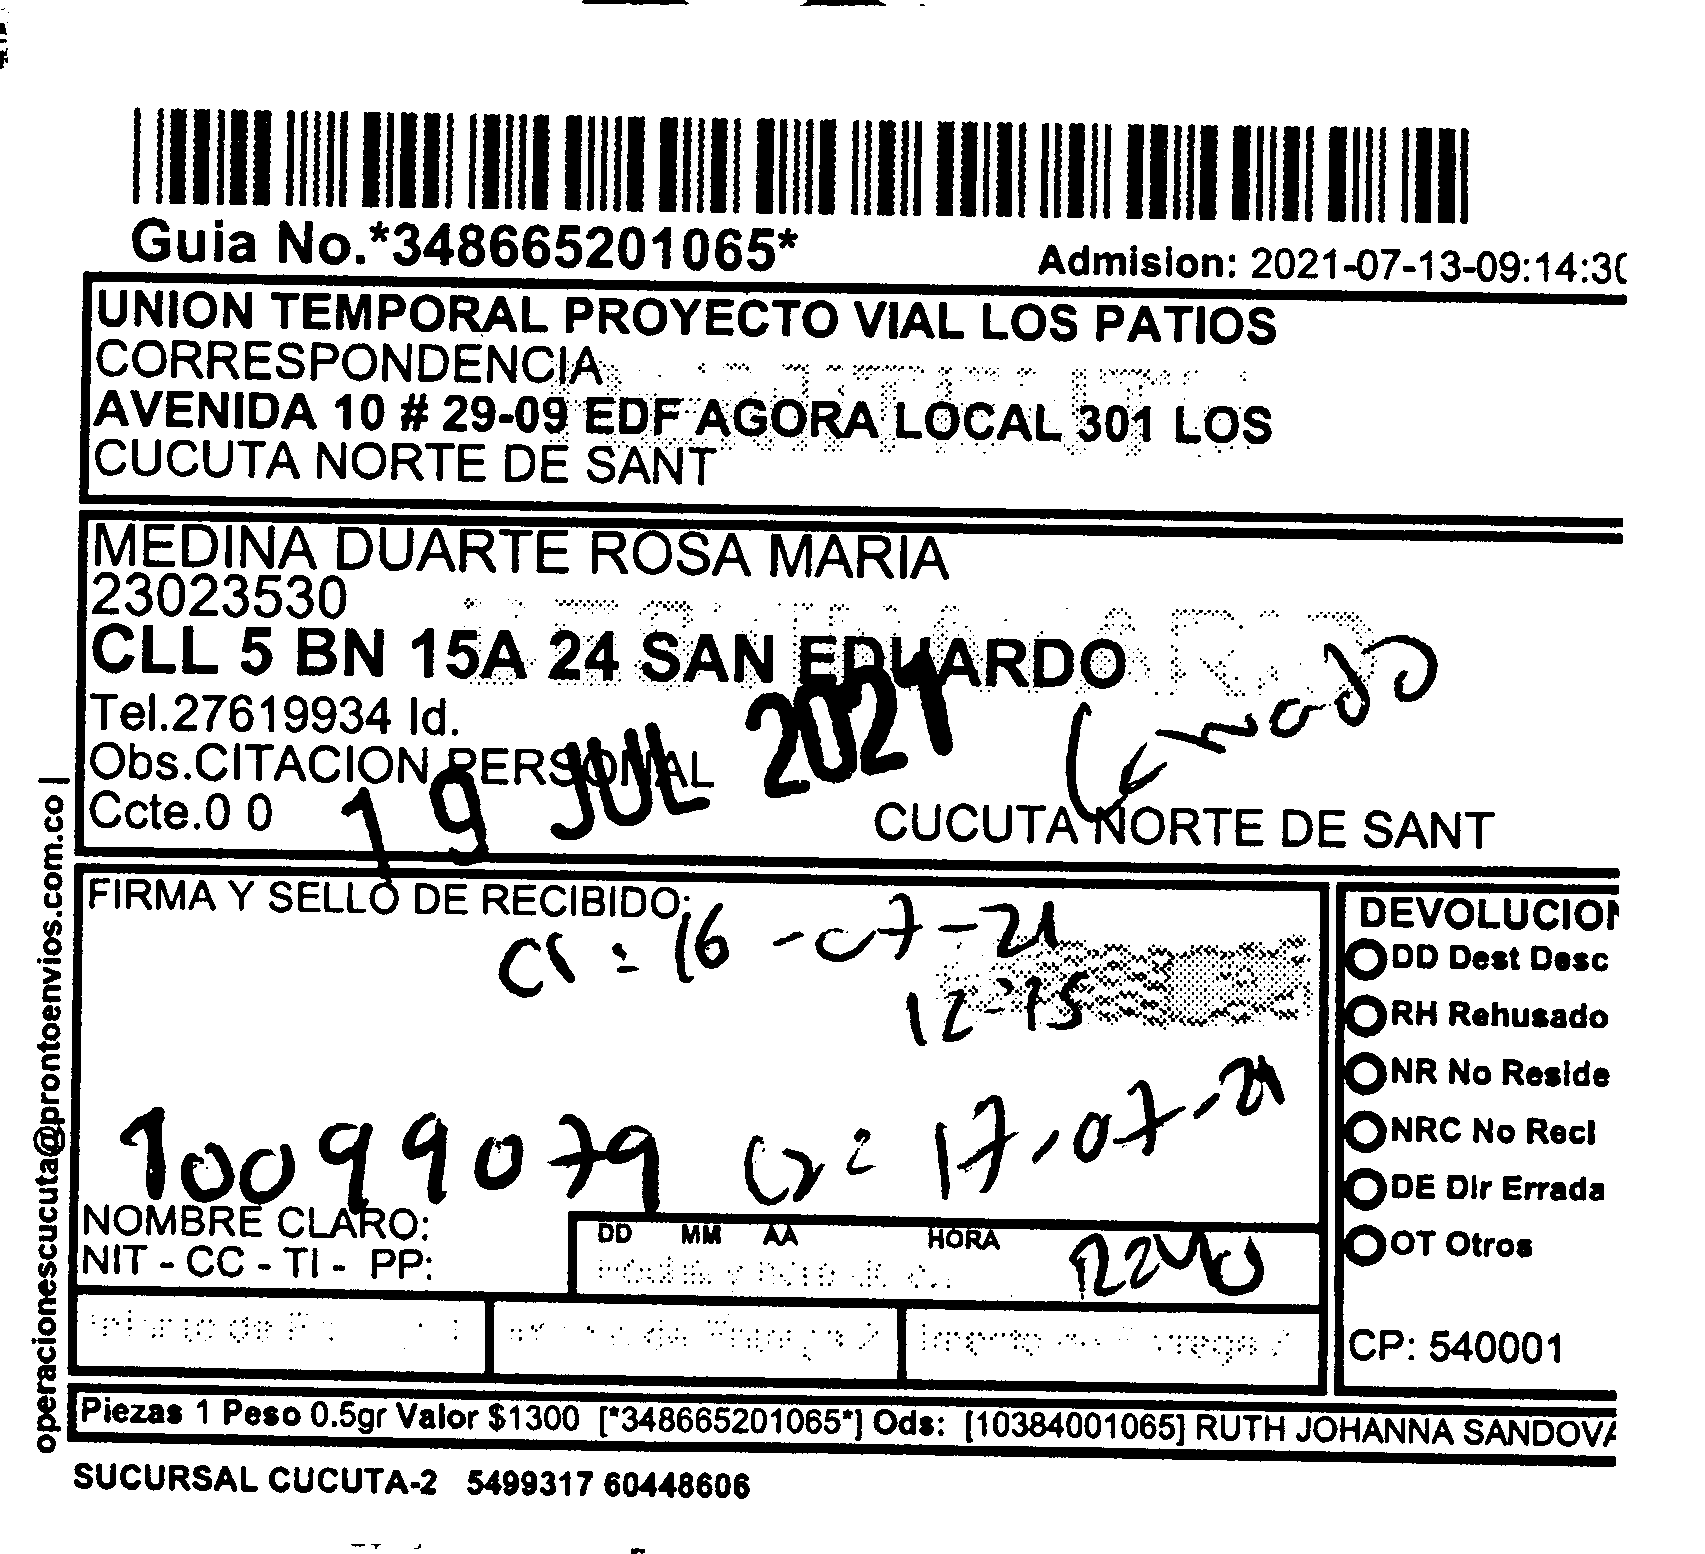 Guia No.*348665201065*
Admision: 2021-07-13-09:14:30
UNION TEMPORAL PROYECTO VIAL LOS PATIOS
CORRESPONDENCIA
AVENIDA 10 # 29-09 EDF AGORA LOCAL 301 LOS
CUCUTA NORTE DE SANT
MEDINA DUARTE ROSA MARIA
23023530
CLL 5 BN 15A 24 SAN EDUARDO
Tel.27619934 Id.
Obs.CITACION PERSONAL
Ccte.0 0
19 JUL 2021
Cerrado
CUCUTA NORTE DE SANT
FIRMA Y SELLO DE RECIBIDO:
16-07-21
12-15
10099079
17-07-21
NOMBRE CLARO:
NIT - CC - TI - PP:
DD MM AA HORA
DEVOLUCION
DD Dest Desc
RH Rehusado
NR No Reside
NRC No Recl
DE Dir Errada
OT Otros
CP: 540001
Piezas 1 Peso 0.5gr Valor $1300 [*348665201065*] Ods: [10384001065] RUTH JOHANNA SANDOVA
SUCURSAL CUCUTA-2 5499317 60448606
operacionescucuta@prontoenvios.com.co |